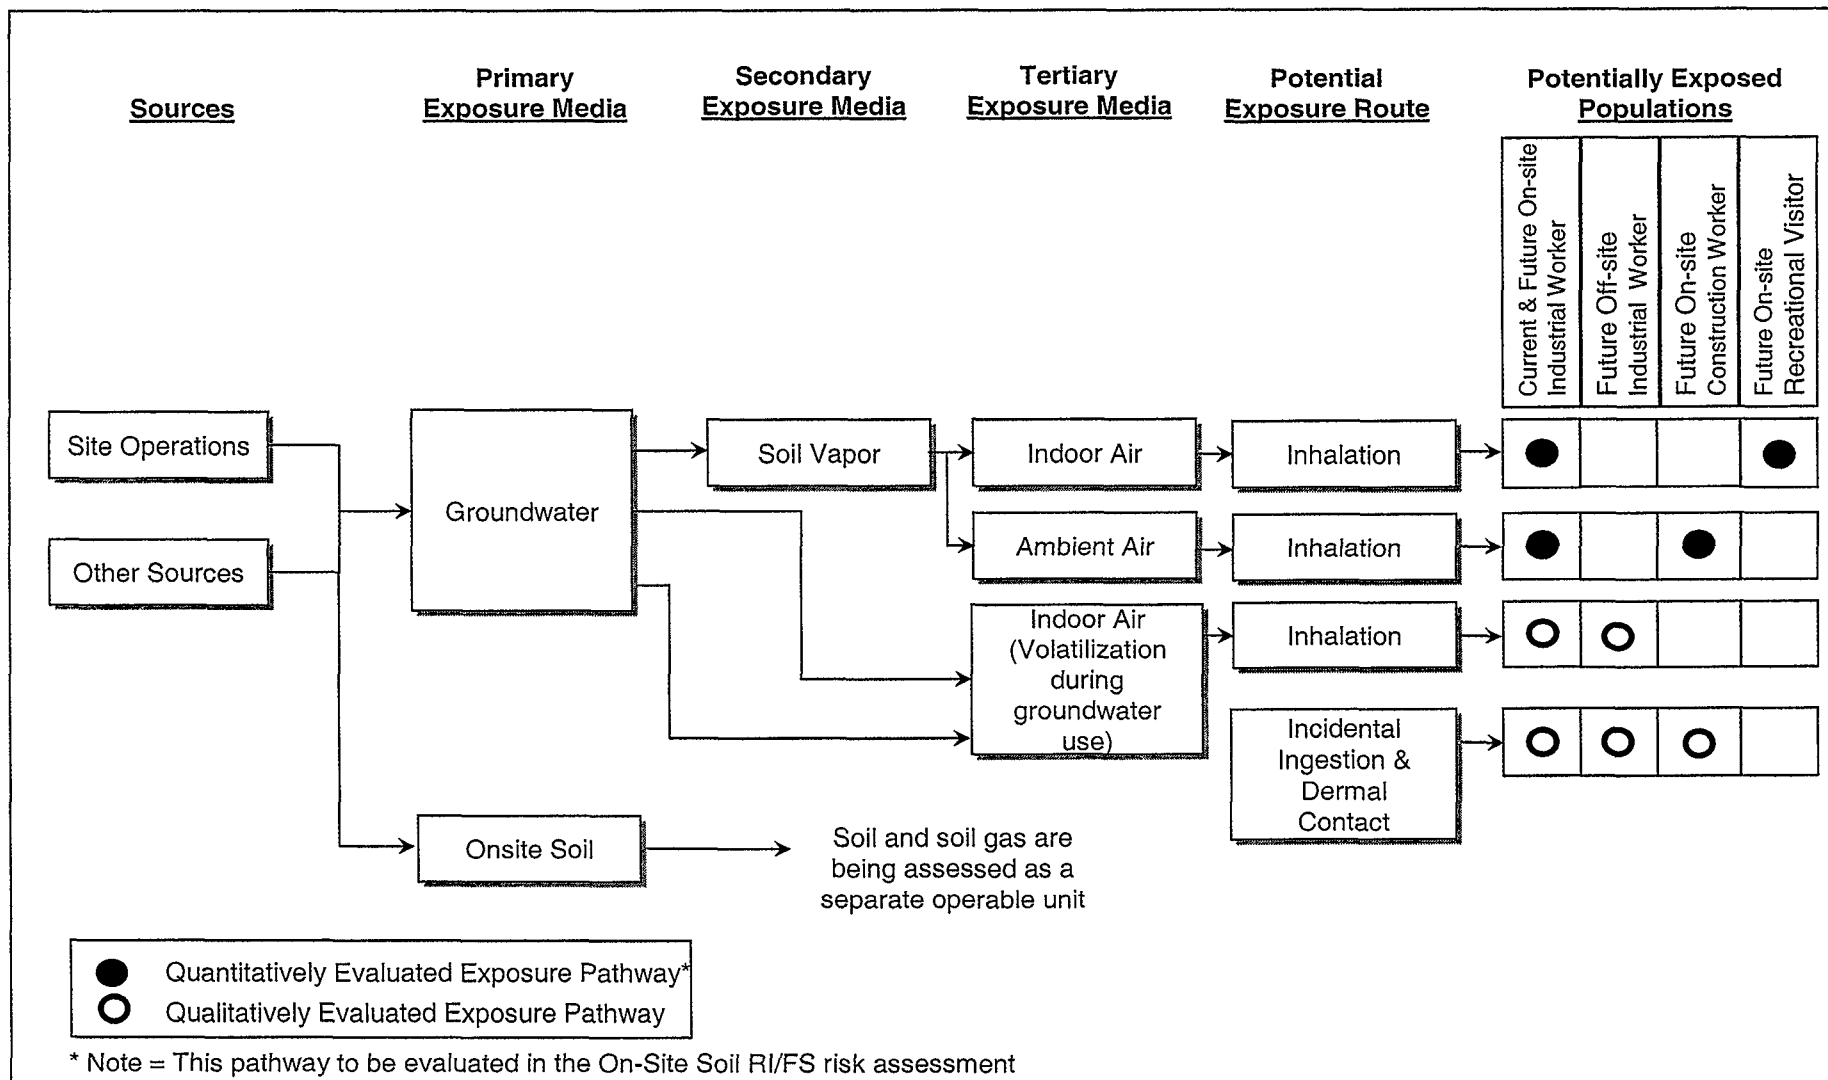 Sources
Primary
Exposure Media
Secondary
Exposure Media
Tertiary
Exposure Media
Potential
Exposure Route
Potentially Exposed
Populations
Current & Future On-site
Industrial Worker
Future Off-site
Industrial Worker
Future On-site
Construction Worker
Future On-site
Recreational Visitor
Site Operations
Other Sources
Groundwater
Soil Vapor
Indoor Air
Inhalation
Ambient Air
Inhalation
Indoor Air
(Volatilization
during
groundwater
use)
Inhalation
Incidental
Ingestion &
Dermal
Contact
Onsite Soil
Soil and soil gas are
being assessed as a
separate operable unit
Quantitatively Evaluated Exposure Pathway*
Qualitatively Evaluated Exposure Pathway
* Note = This pathway to be evaluated in the On-Site Soil RI/FS risk assessment